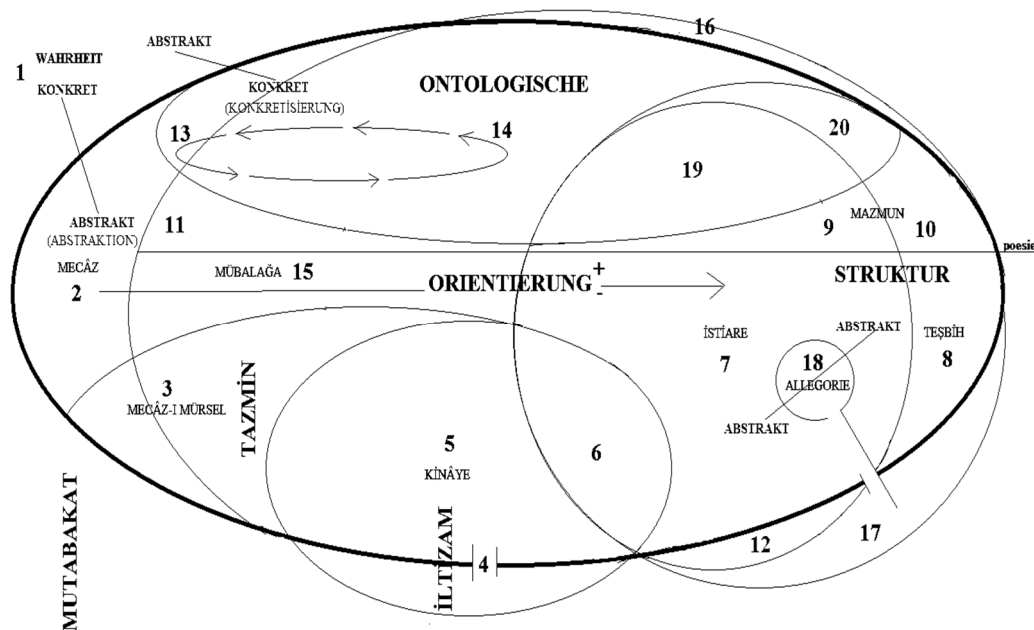 16
ABSTRAKT
1 WAHRHEIT
KONKRET
KONKRET
(KONKRETISIERUNG)
ONTOLOGISCHE
13
14
20
19
ABSTRAKT
(ABSTRAKTION)
11
9
MAZMUN
10
poesie
MECÂZ
2
MÜBALAĞA 15
ORIENTIERUNG + -
STRUKTUR
İSTİARE
7
ABSTRAKT
TEŞBİH
8
18
ALLEGORIE
ABSTRAKT
3
MECÂZ-I MÜRSEL
TAZMİN
5
KİNÂYE
6
MUTABAKAT
İLTİZAM
4
12
17